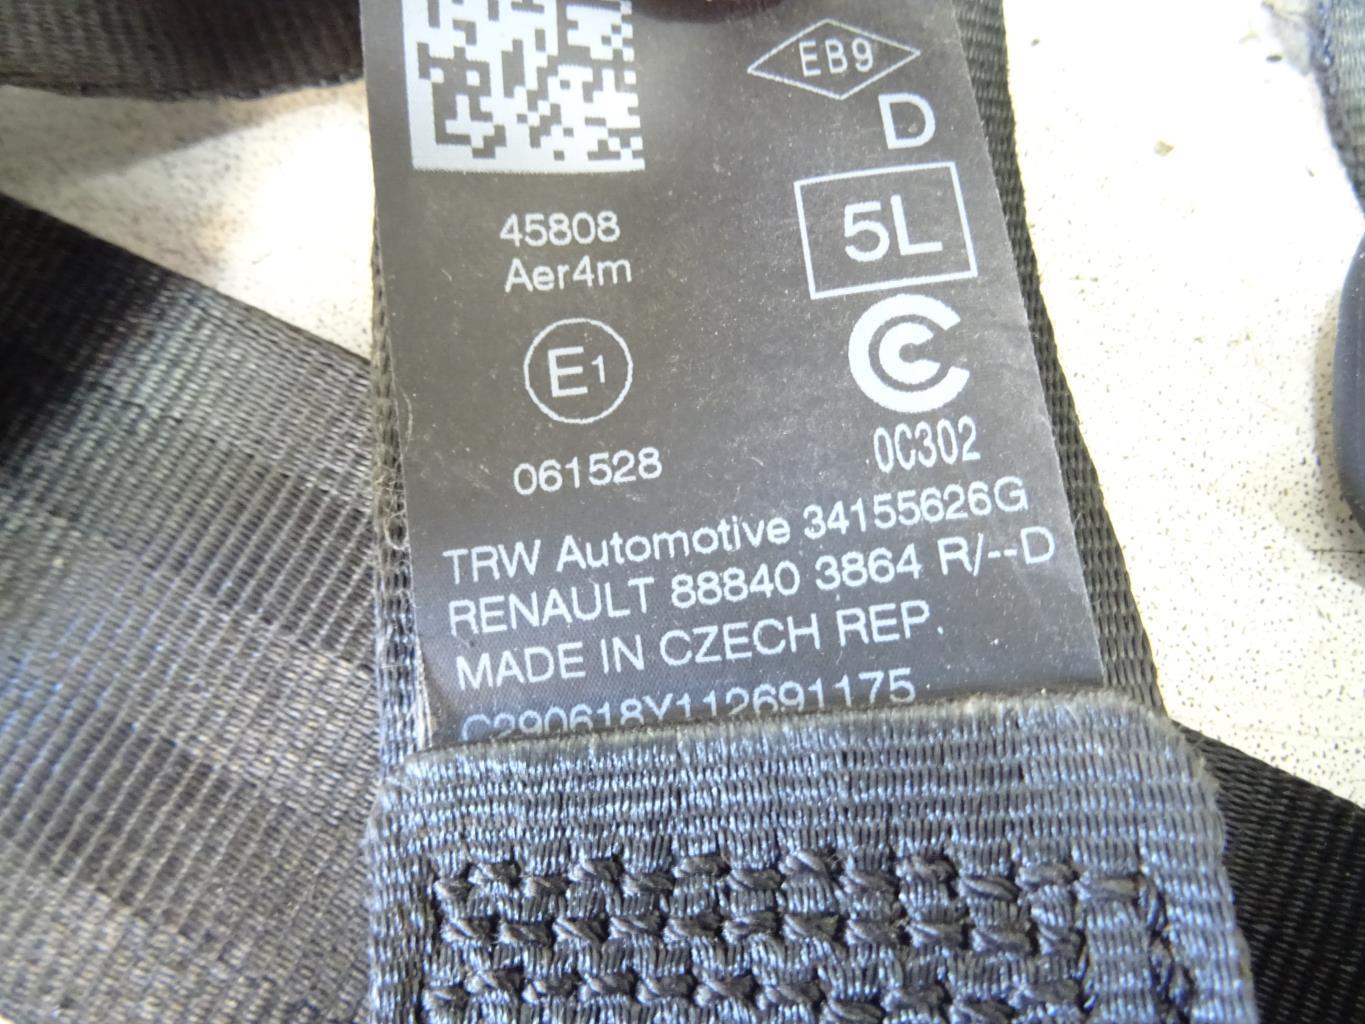 EB9
D
5L
45808
Aer4m
E1
061528
0C302
TRW Automotive 34155626G
RENAULT 88840 3864 R/--D
MADE IN CZECH REP.
C290618Y112691175